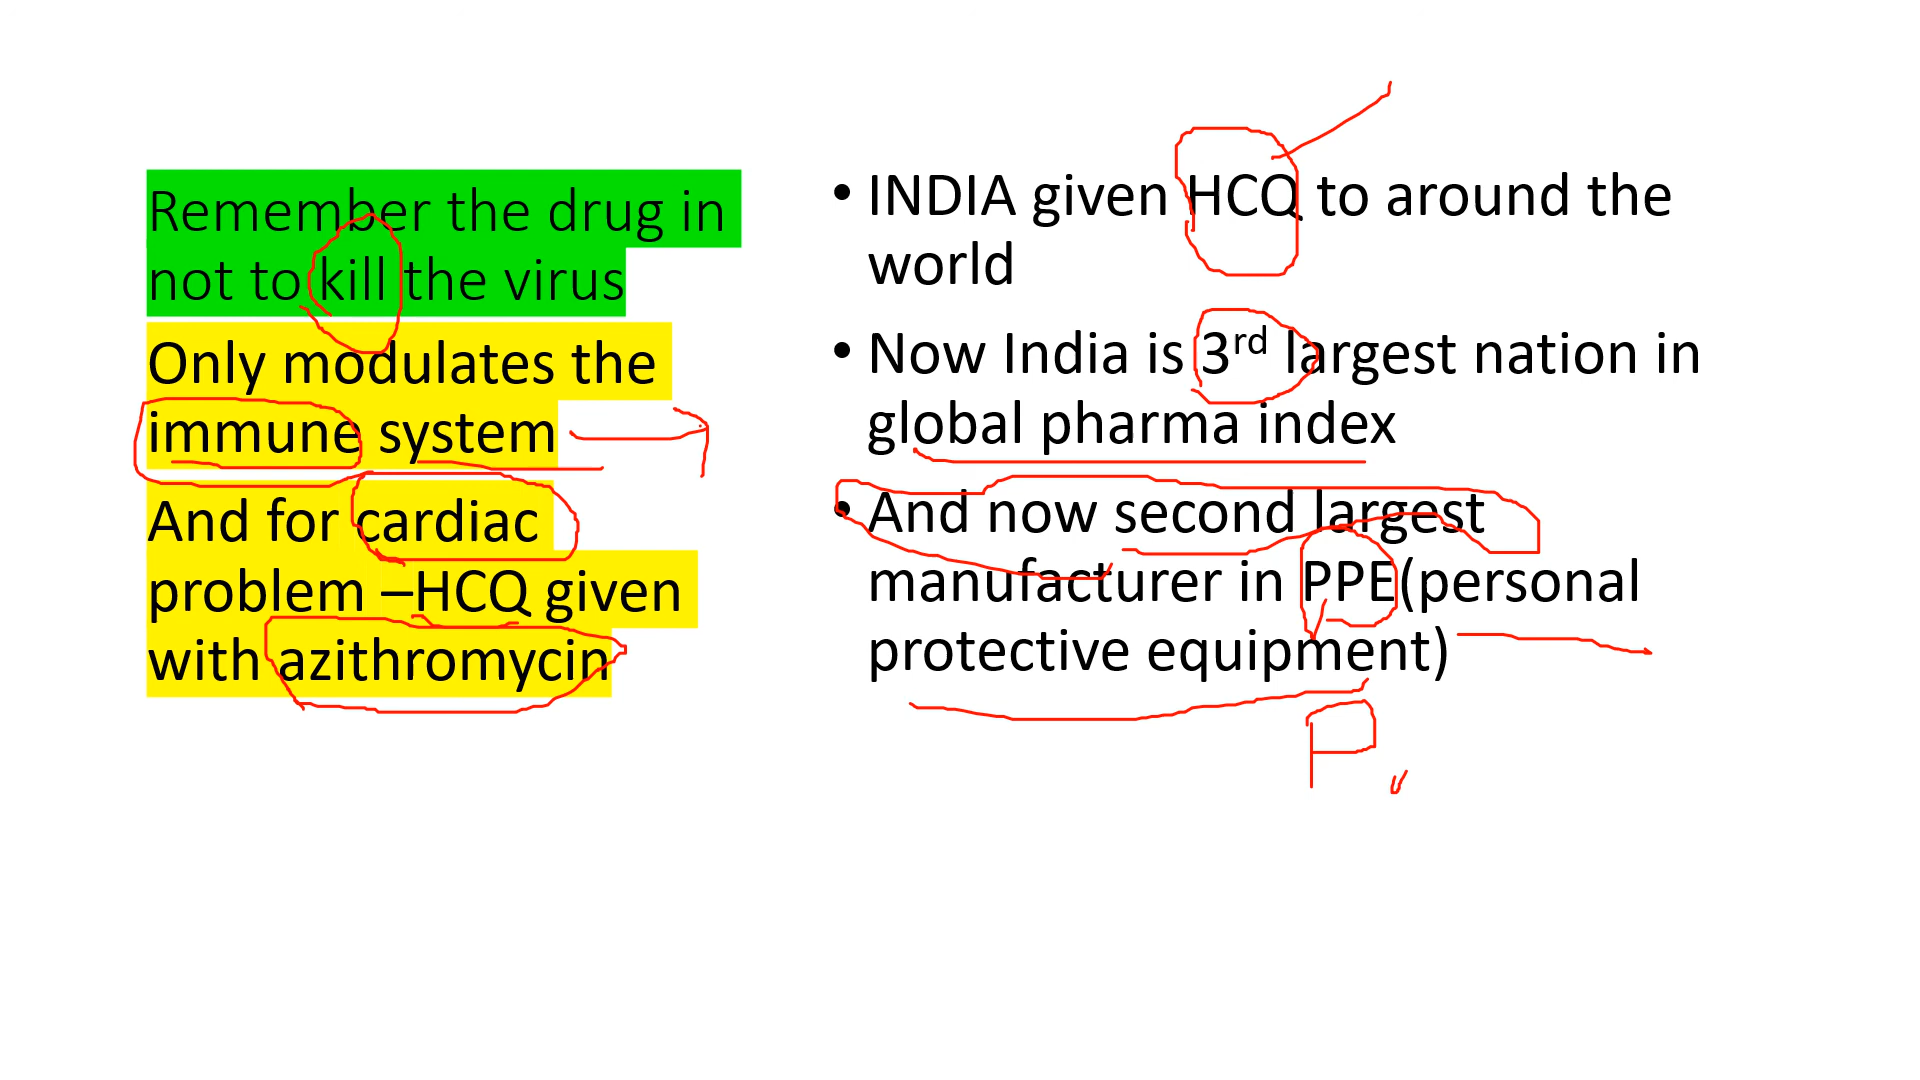 Remember the drug in
not to kill the virus
Only modulates the
immune system
And for cardiac
problem –HCQ given
with azithromycin
• INDIA given HCQ to around the
world
• Now India is 3rd largest nation in
global pharma index
• And now second largest
manufacturer in PPE(personal
protective equipment)
P